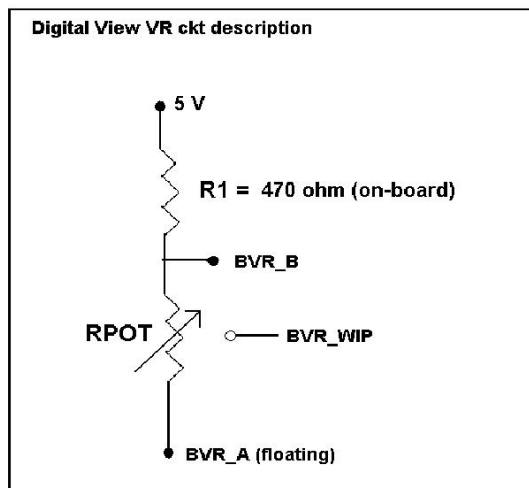 Digital View VR ckt description
5 V
R1 = 470 ohm (on-board)
BVR_B
RPOT
BVR_WIP
BVR_A (floating)